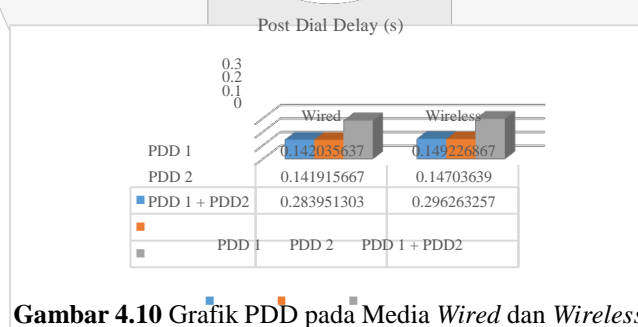 Post Dial Delay (s)
0.3
0.2
0.1
0
Wired Wireless
PDD 1 0.142035637 0.149226867
PDD 2 0.141915667 0.14703639
PDD 1 + PDD2 0.283951303 0.296263257
PDD 1 PDD 2 PDD 1 + PDD2
Gambar 4.10 Grafik PDD pada Media Wired dan Wireless